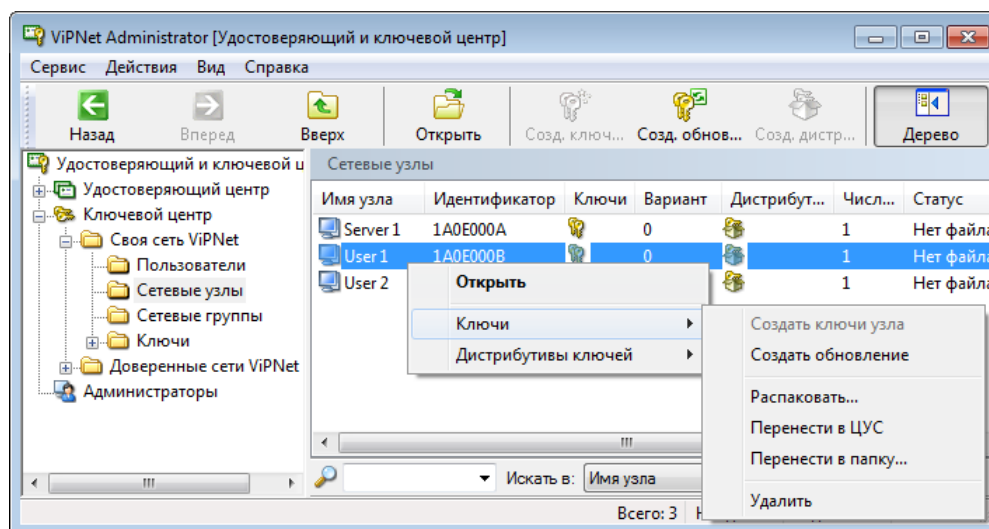 ViPNet Administrator [Удостоверяющий и ключевой центр]
Сервис Действия Вид Справка
Назад Вперед Вверх Открыть Созд. ключ... Созд. обнов... Созд. дистр... Дерево
Удостоверяющий и ключевой ц
Удостоверяющий центр
Ключевой центр
Своя сеть ViPNet
Пользователи
Сетевые узлы
Сетевые группы
Ключи
Доверенные сети ViPNet
Администраторы
Сетевые узлы
Имя узла Идентификатор Ключи Вариант Дистрибут... Числ... Статус
Server 1 1A0E000A 0 1 Нет файла
User 1 1A0E000B 0 1 Нет файла
User 2 1 Нет файла
Открыть
Ключи
Дистрибутивы ключей
Создать ключи узла
Создать обновление
Распаковать...
Перенести в ЦУС
Перенести в папку...
Удалить
Искать в: Имя узла
Всего: 3